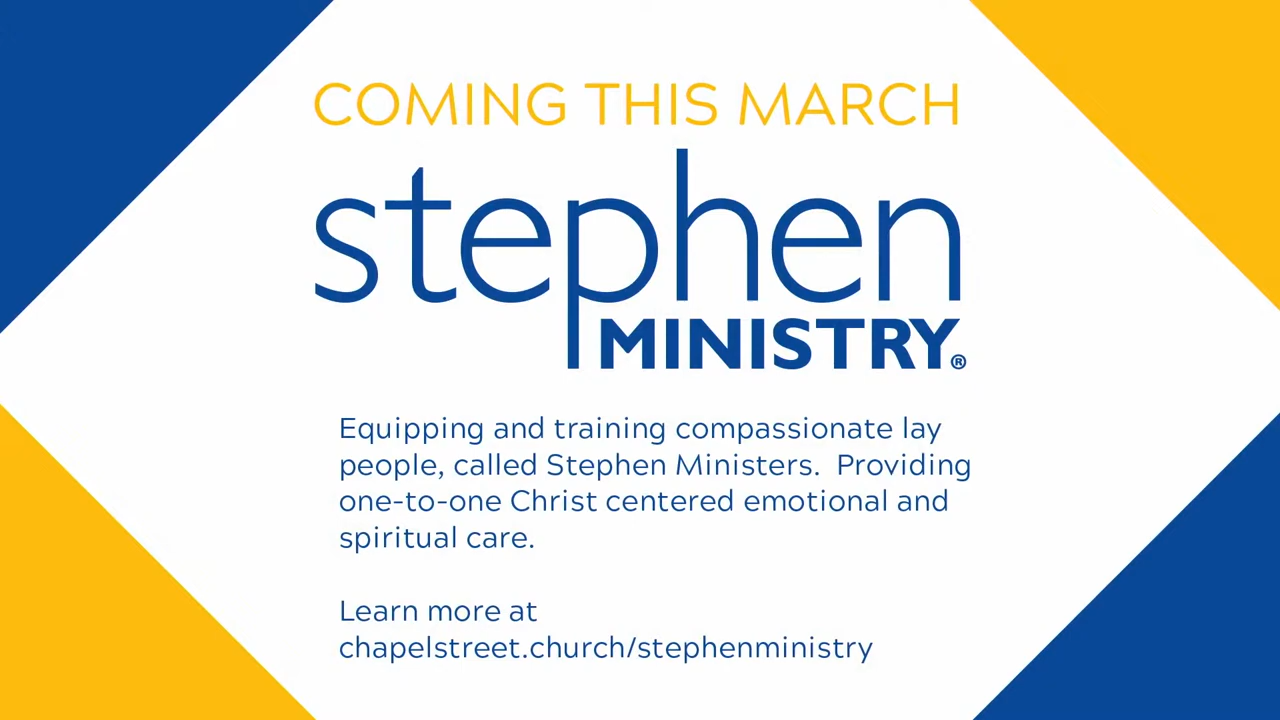 COMING THIS MARCH
stephen
MINISTRY®
Equipping and training compassionate lay
people, called Stephen Ministers.  Providing
one-to-one Christ centered emotional and
spiritual care.
Learn more at
chapelstreet.church/stephenministry